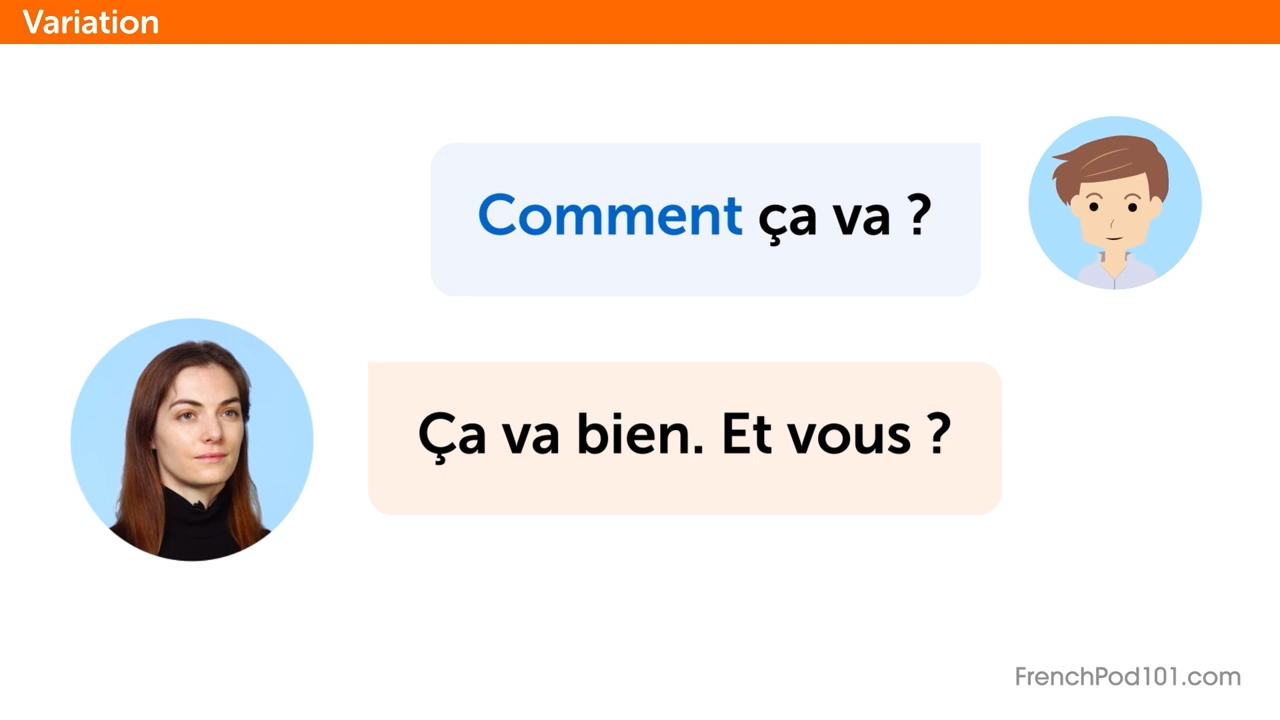 Variation
Comment ça va ?
Ça va bien. Et vous ?
FrenchPod101.com